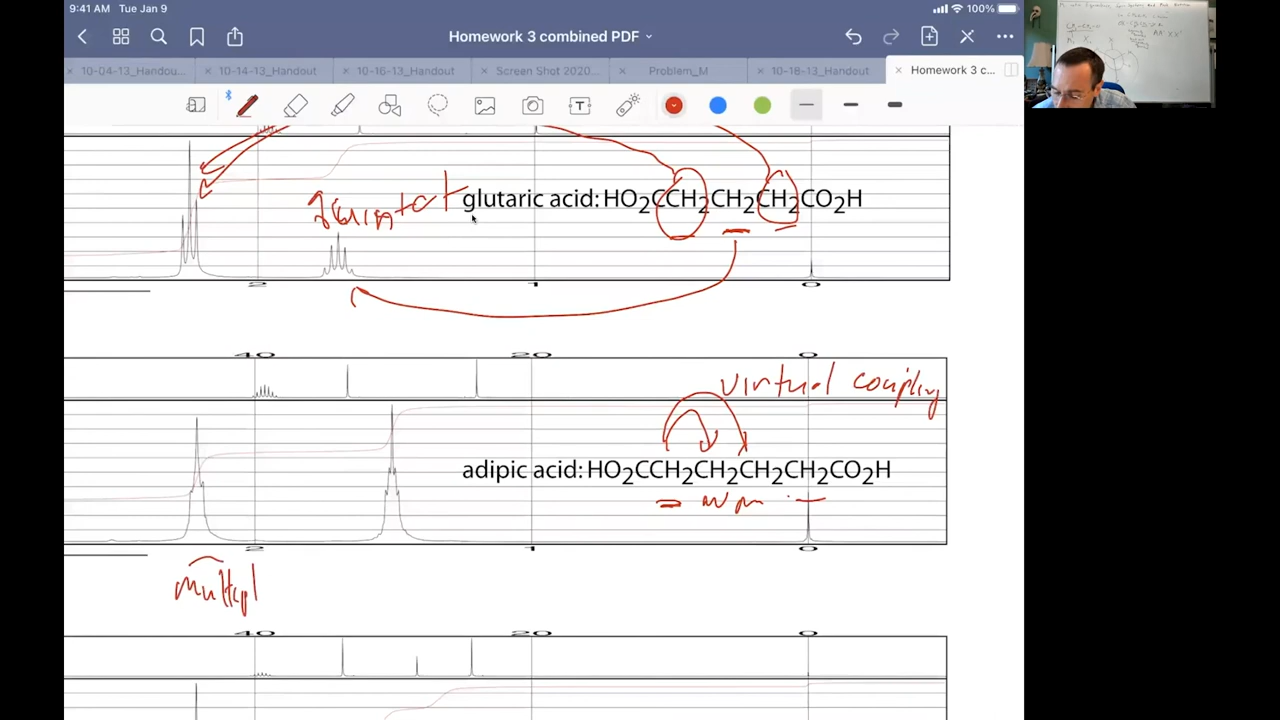 9:41 AM Tue Jan 9
100%
Homework 3 combined PDF
10-04-13_Handou...
10-14-13_Handout
10-16-13_Handout
Screen Shot 2020...
Problem_M
10-18-13_Handout
Homework 3 c...
T
glutaric acid: HO2CCH2CH2CH2CO2H
2
1
0
40
20
0
virtual coupling
adipic acid: HO2CCH2CH2CH2CH2CO2H
2
1
0
multipl
40
20
0